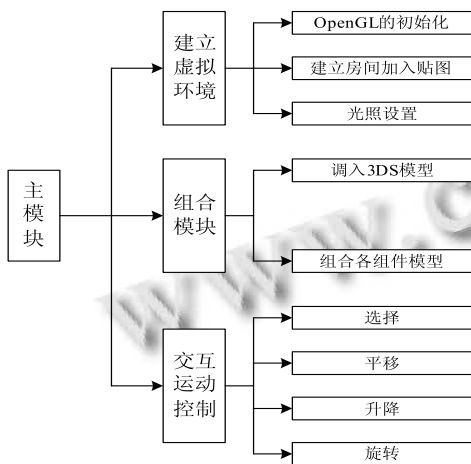 主
模
块
建立
虚拟
环境
OpenGL的初始化
建立房间加入贴图
光照设置
组合
模块
调入3DS模型
组合各组件模型
交互
运动
控制
选择
平移
升降
旋转
www.c